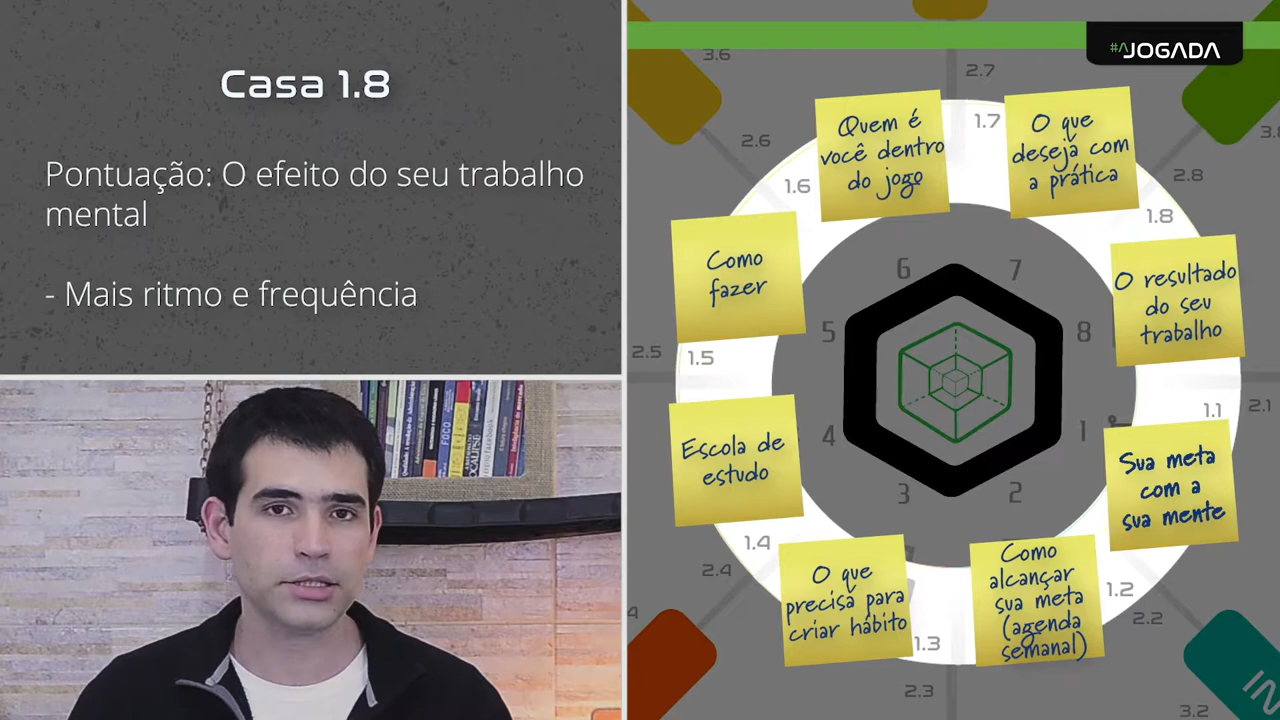 Casa 1.8
Pontuação: O efeito do seu trabalho
mental
- Mais ritmo e frequência
#AJOGADA
3.6
2.7
2.6
1.7
1.6
2.8
1.8
2.5
1.5
1.1
2.1
1.4
2.4
1.2
2.2
1.3
2.3
3.2
Quem é
você dentro
do jogo
O que
deseja com
a prática
Como
fazer
O resultado
do seu
trabalho
Escola de
estudo
Sua meta
com a
sua mente
O que
precisa para
criar hábito
Como
alcançar
sua meta
(agenda
semanal)
6
7
5
8
4
1
3
2
IN
FOCO